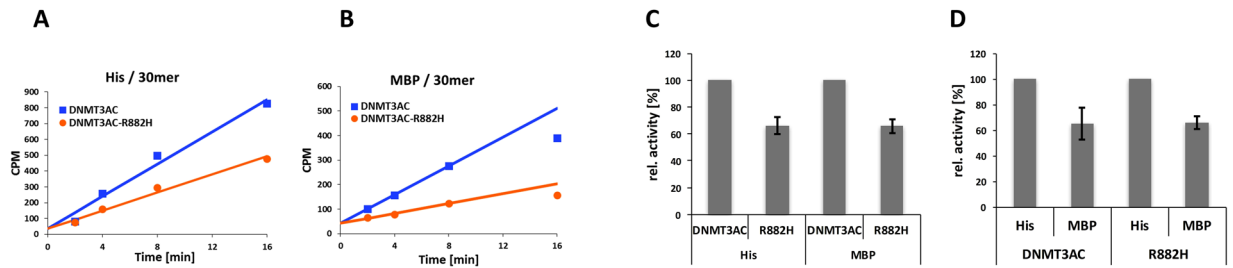 A
His / 30mer
CPM
900
800
700
600
500
400
300
200
100
0
DNMT3AC
DNMT3AC-R882H
0 4 8 12 16
Time [min]
B
MBP / 30mer
CPM
600
500
400
300
200
100
0
DNMT3AC
DNMT3AC-R882H
0 4 8 12 16
Time [min]
C
rel. activity [%]
120
100
80
60
40
20
0
DNMT3AC R882H DNMT3AC R882H
His MBP
D
rel. activity [%]
120
100
80
60
40
20
0
His MBP His MBP
DNMT3AC R882H